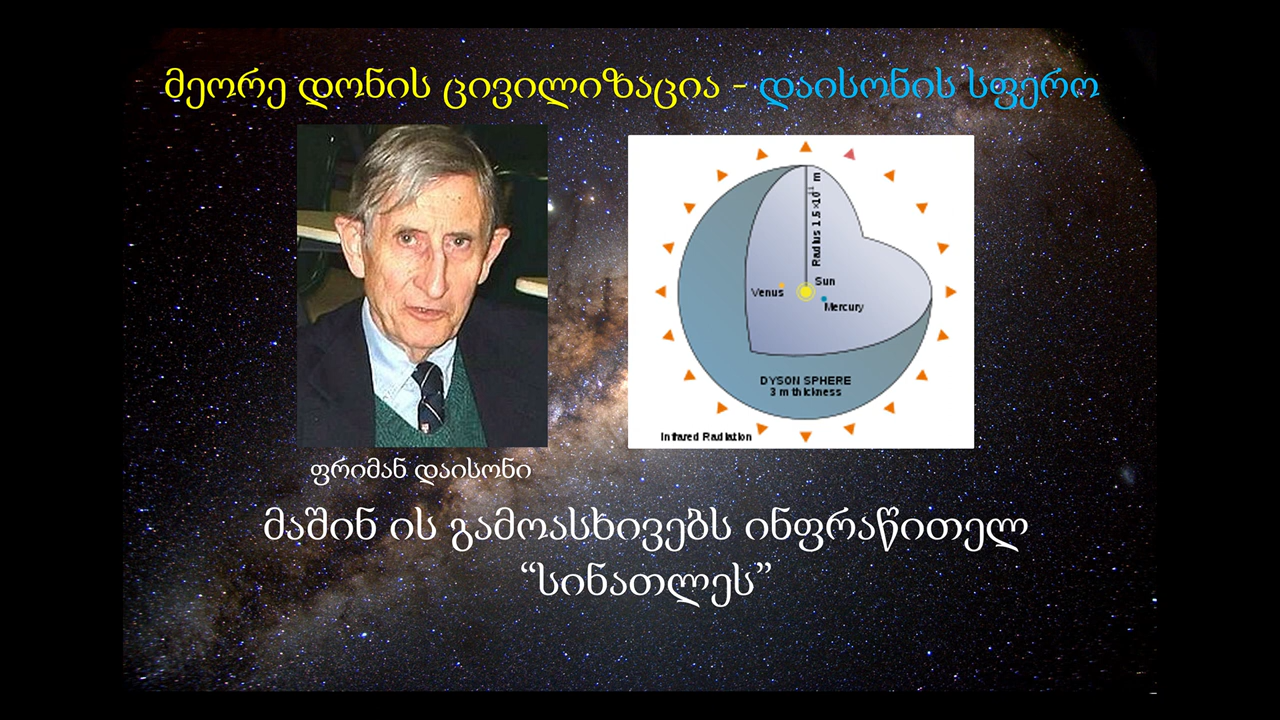 მეორე დონის ცივილიზაცია - დაისონის სფერო
Radius 1.5×10¹¹ m
Sun
Venus
Mercury
DYSON SPHERE
3 m thickness
Infrared Radiation
ფრიმან დაისონი
მაშინ ის გამოასხივებს ინფრაწითელ
“სინათლეს”